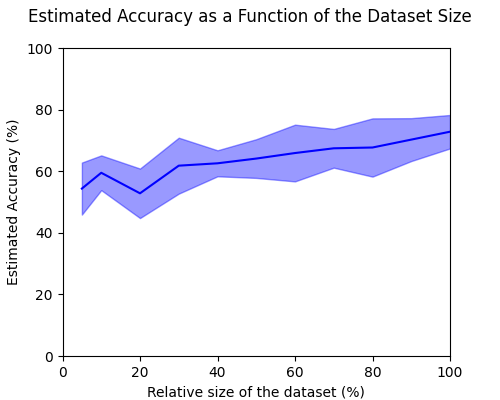 Estimated Accuracy as a Function of the Dataset Size
100
80
60
40
20
0
Estimated Accuracy (%)
0 20 40 60 80 100
Relative size of the dataset (%)